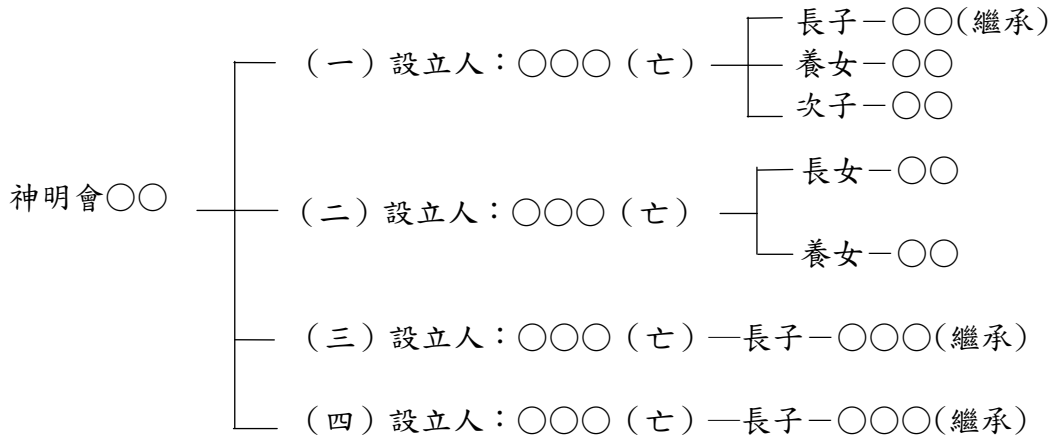 神明會○○
（一）設立人：○○○（亡）
長子－○○(繼承)
養女－○○
次子－○○
（二）設立人：○○○（亡）
長女－○○
養女－○○
（三）設立人：○○○（亡）—長子－○○○(繼承)
（四）設立人：○○○（亡）—長子－○○○(繼承)